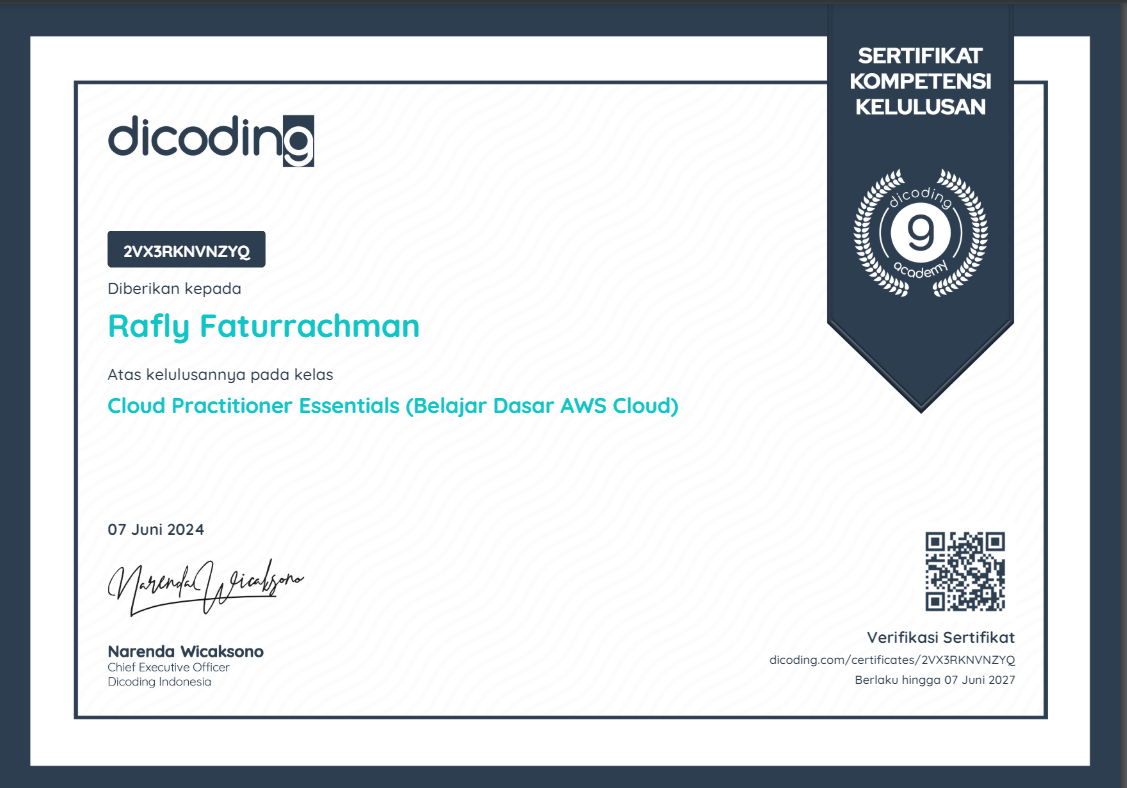 SERTIFIKAT
KOMPETENSI
KELULUSAN
dicoding
9
academy
dicoding
2VX3RKNVNZYQ
Diberikan kepada
Rafly Faturrachman
Atas kelulusannya pada kelas
Cloud Practitioner Essentials (Belajar Dasar AWS Cloud)
07 Juni 2024
Narenda Wicaksono
Narenda Wicaksono
Chief Executive Officer
Dicoding Indonesia
Verifikasi Sertifikat
dicoding.com/certificates/2VX3RKNVNZYQ
Berlaku hingga 07 Juni 2027